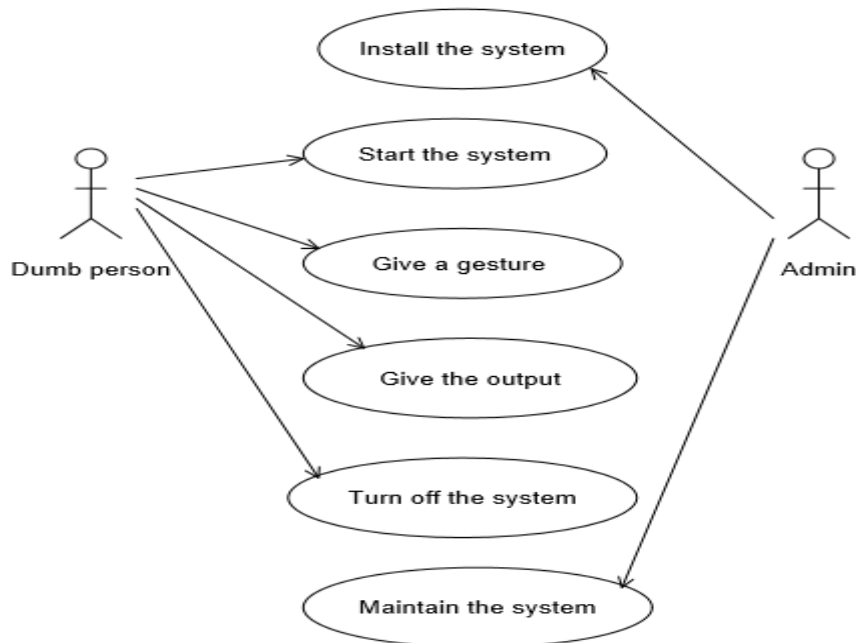 Install the system
Start the system
Dumb person
Give a gesture
Admin
Give the output
Turn off the system
Maintain the system